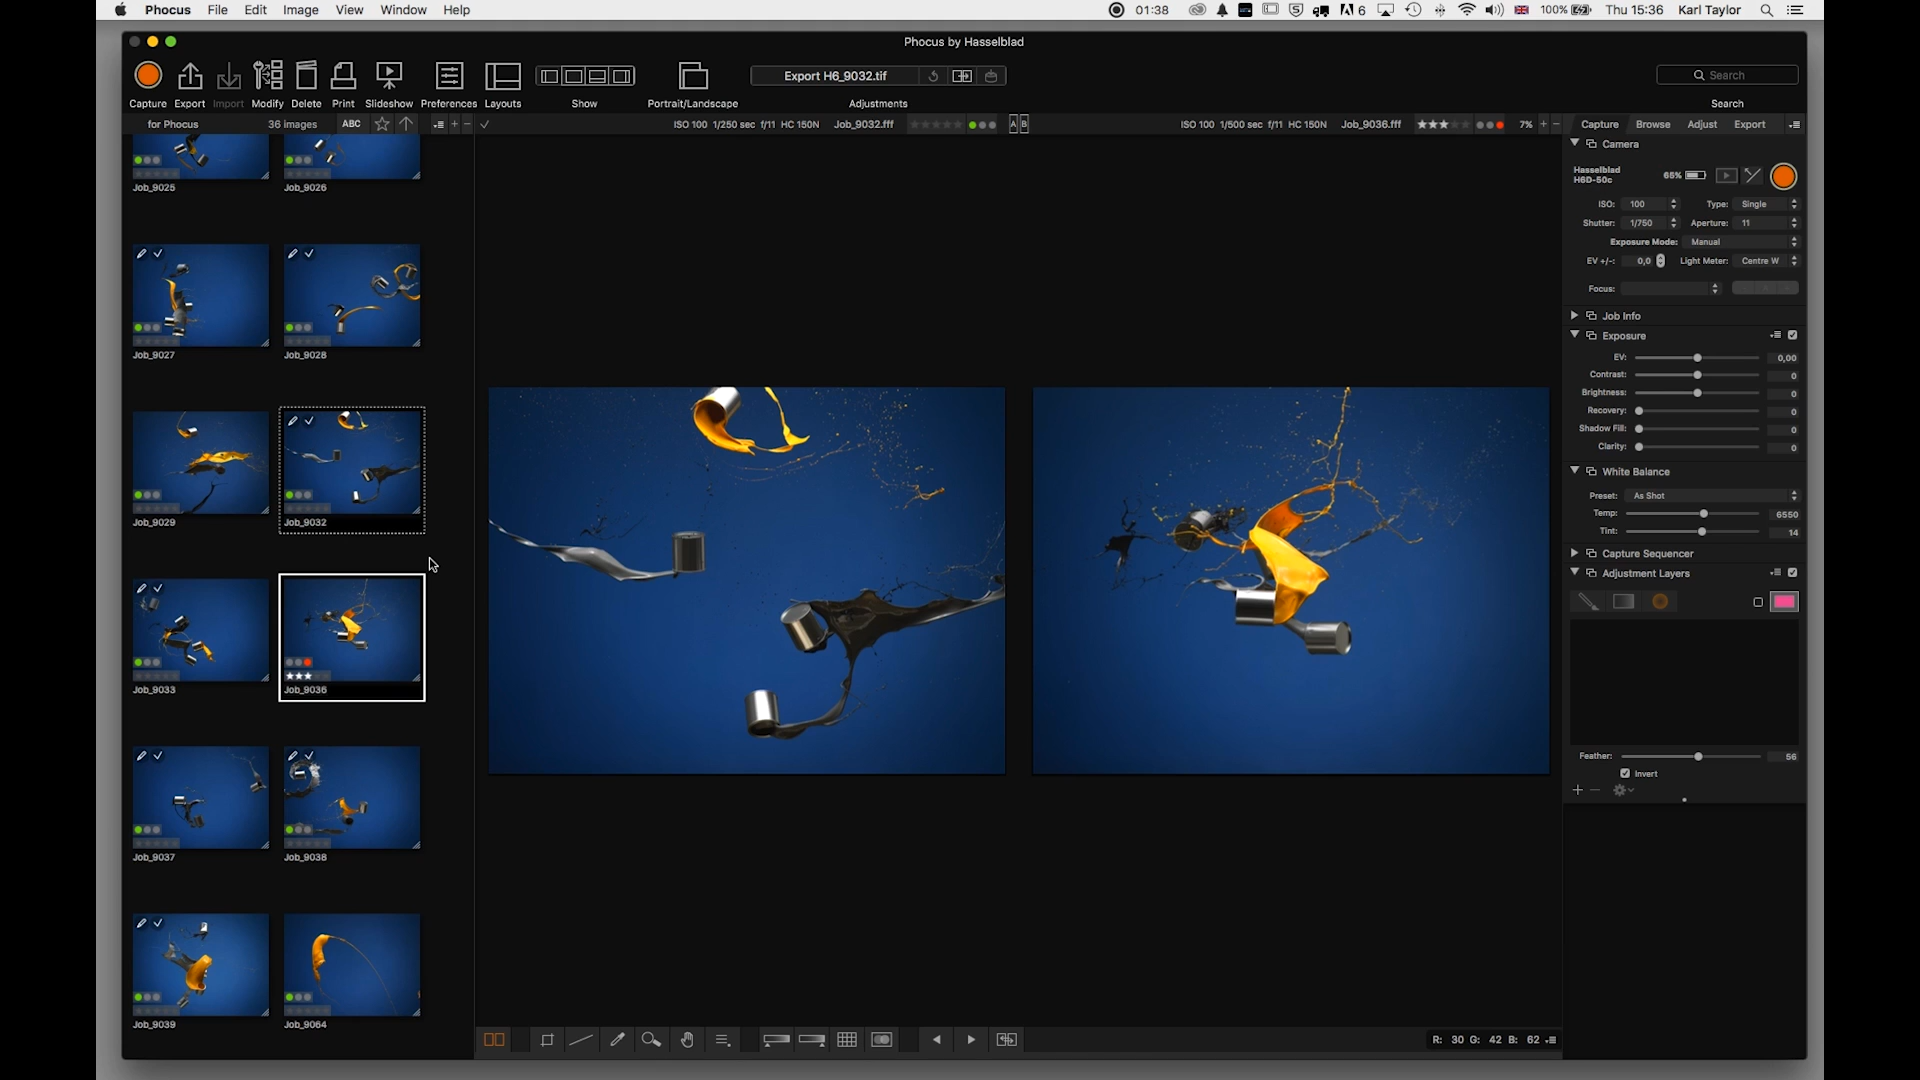 Phocus File Edit Image View Window Help
01:38 6 100% Thu 15:36 Karl Taylor
Phocus by Hasselblad
Export H6_9032.tif
Search
Capture Export Import Modify Delete Print Slideshow Preferences Layouts Show Portrait/Landscape Adjustments Search
for Phocus 36 images ABC
ISO 100 1/250 sec f/11 HC 150N Job_9032.fff A B
ISO 100 1/500 sec f/11 HC 150N Job_9036.fff 7% + −
Capture Browse Adjust Export
Camera
Hasselblad
H6D-50c
65%
ISO: 100 Type: Single
Shutter: 1/750 Aperture: 11
Exposure Mode: Manual
EV +/-: 0,0 Light Meter: Centre W
Focus:
Job Info
Exposure
EV: 0,00
Contrast: 0
Brightness: 0
Recovery: 0
Shadow Fill: 0
Clarity: 0
White Balance
Preset: As Shot
Temp: 6550
Tint: 14
Capture Sequencer
Adjustment Layers
Feather: 56
Invert
Job_9025 Job_9026
Job_9027 Job_9028
Job_9029 Job_9032
Job_9033 Job_9036
Job_9037 Job_9038
Job_9039 Job_9064
R: 30 G: 42 B: 62